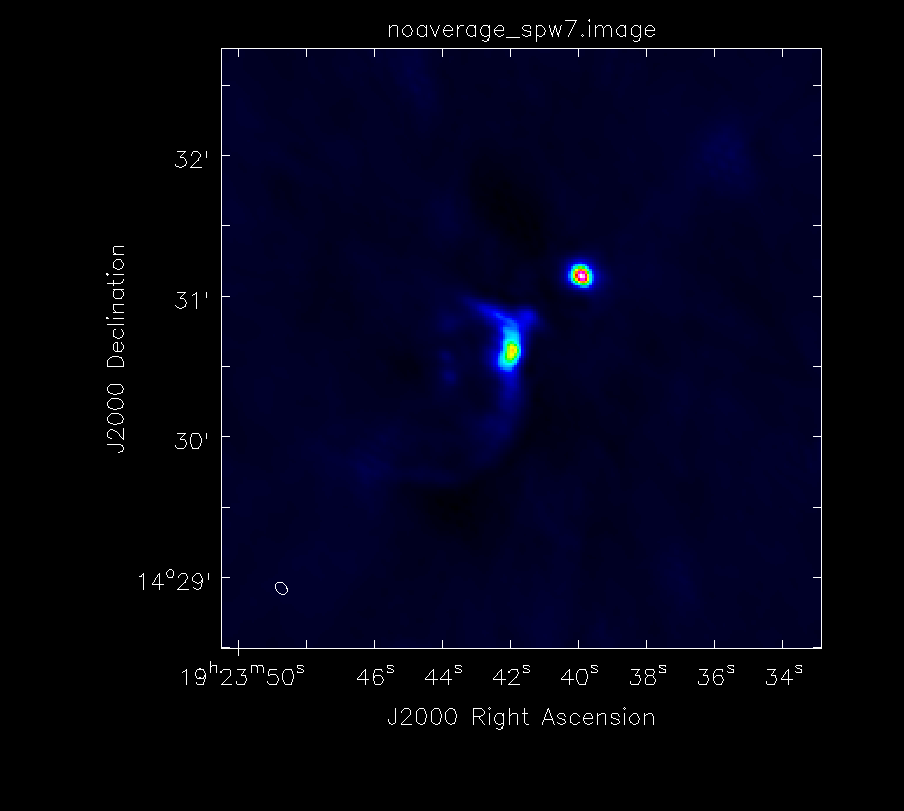 noaverage_spw7.image
32'
31'
30'
14°29'
J2000 Declination
19ʰ23ᵐ50ˢ 46ˢ 44ˢ 42ˢ 40ˢ 38ˢ 36ˢ 34ˢ
J2000 Right Ascension